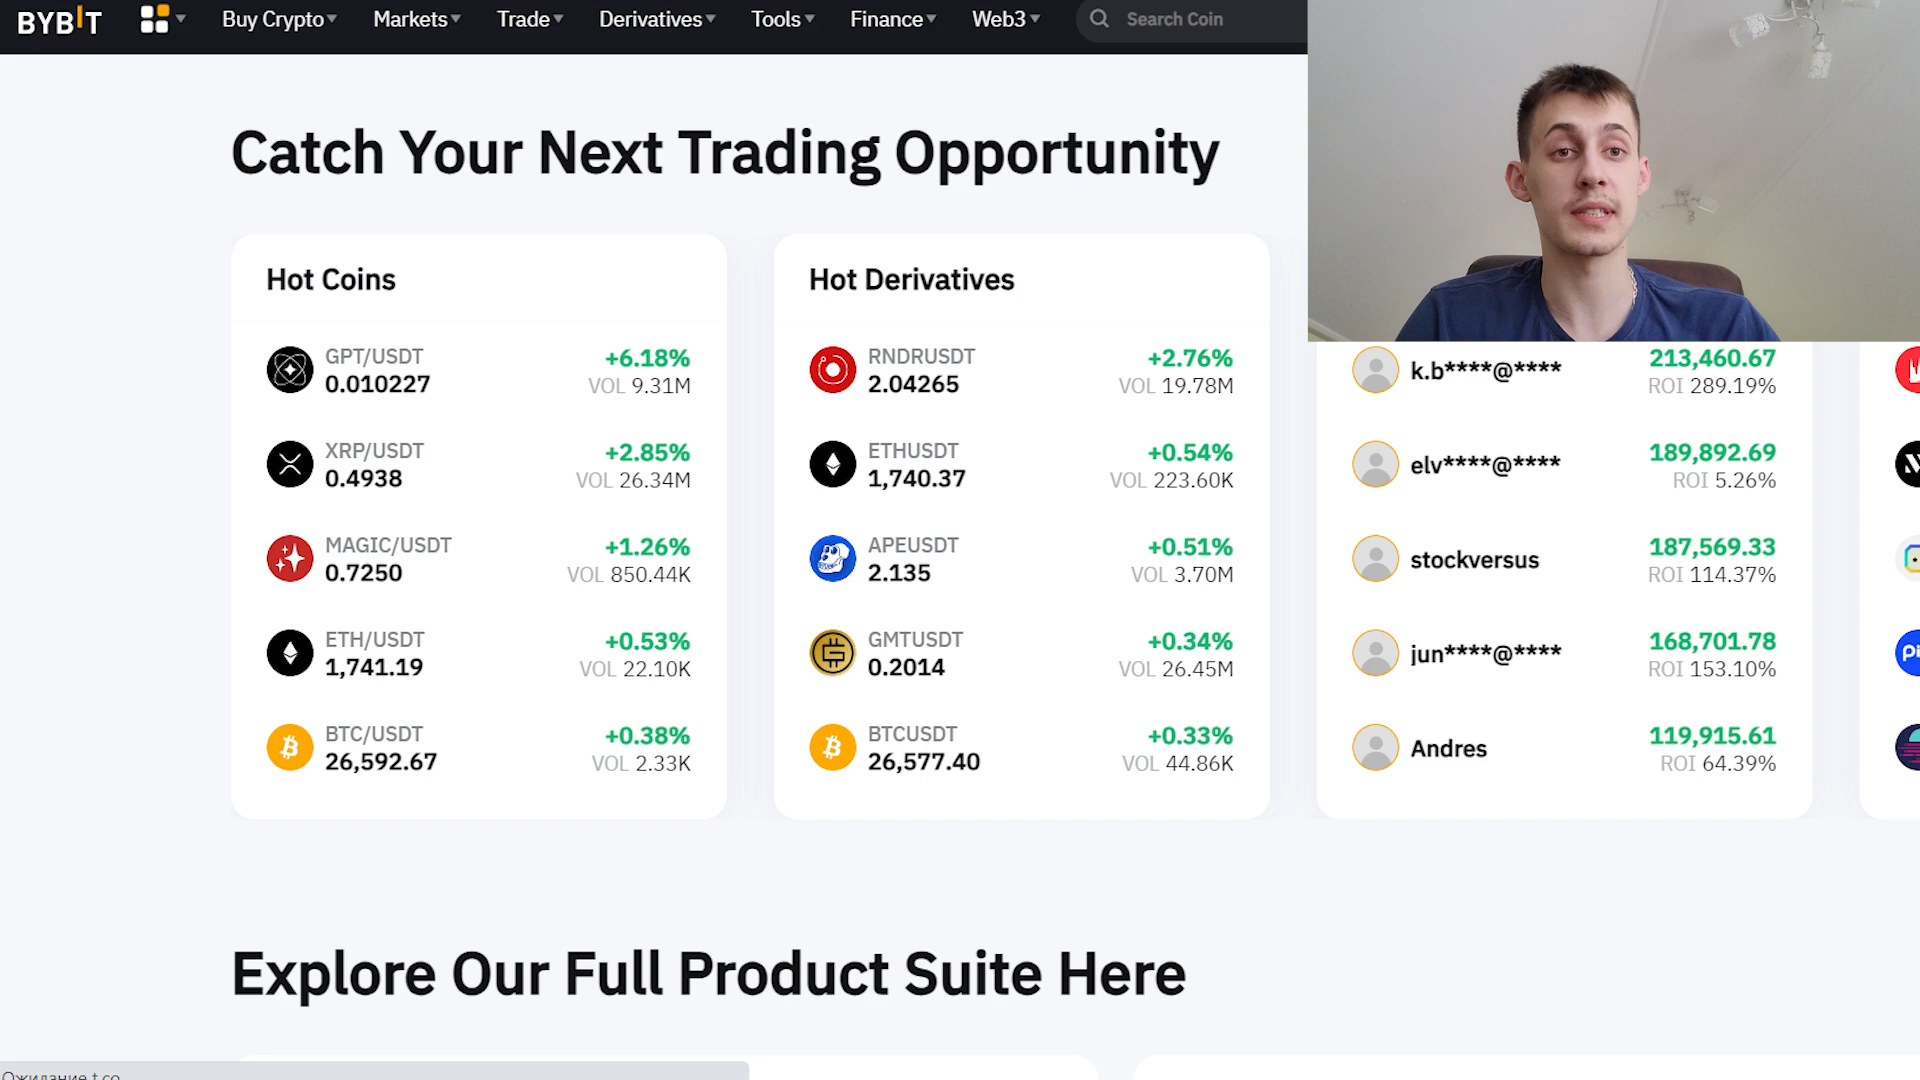 BYBIT Buy Crypto Markets Trade Derivatives Tools Finance Web3 Search Coin
Catch Your Next Trading Opportunity
Hot Coins
GPT/USDT +6.18%
0.010227 VOL 9.31M
XRP/USDT +2.85%
0.4938 VOL 26.34M
MAGIC/USDT +1.26%
0.7250 VOL 850.44K
ETH/USDT +0.53%
1,741.19 VOL 22.10K
BTC/USDT +0.38%
26,592.67 VOL 2.33K
Hot Derivatives
RNDRUSDT +2.76%
2.04265 VOL 19.78M
ETHUSDT +0.54%
1,740.37 VOL 223.60K
APEUSDT +0.51%
2.135 VOL 3.70M
GMTUSDT +0.34%
0.2014 VOL 26.45M
BTCUSDT +0.33%
26,577.40 VOL 44.86K
k.b****@**** 213,460.67
ROI 289.19%
elv****@**** 189,892.69
ROI 5.26%
stockversus 187,569.33
ROI 114.37%
jun****@**** 168,701.78
ROI 153.10%
Andres 119,915.61
ROI 64.39%
Explore Our Full Product Suite Here
Ожидание t.co